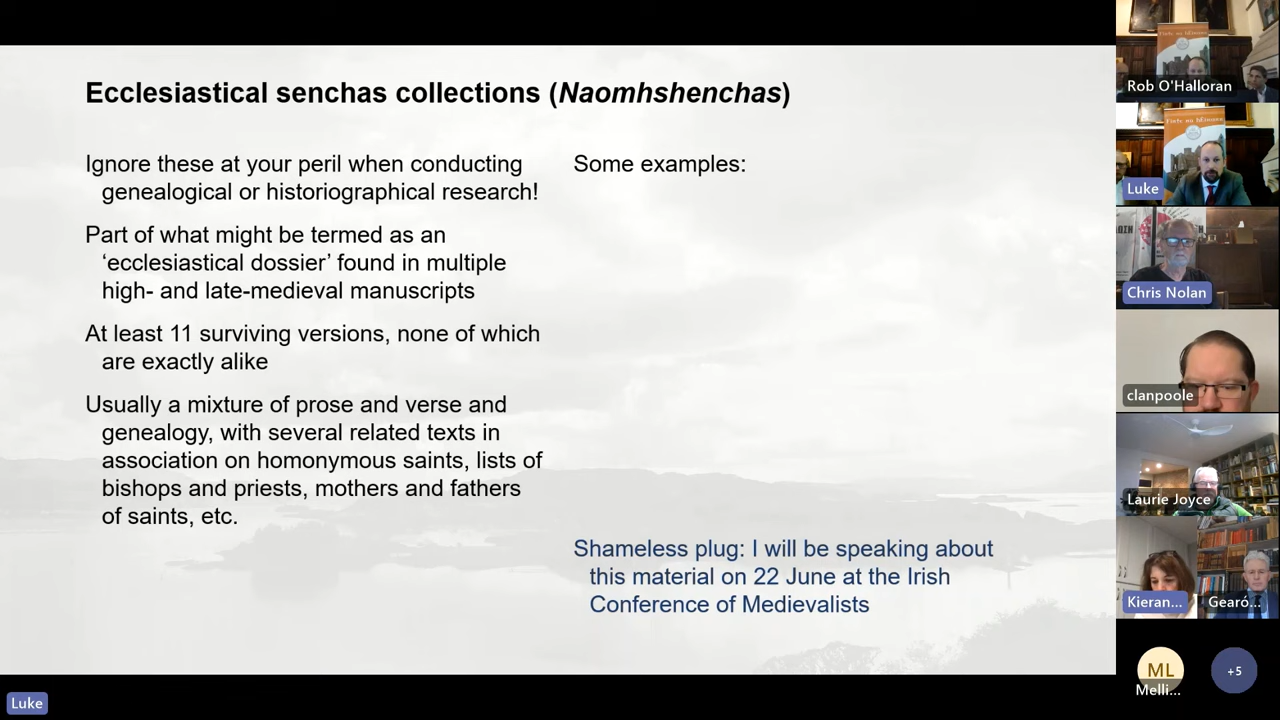 Ecclesiastical senchas collections (Naomhshenchas)
Ignore these at your peril when conducting
genealogical or historiographical research!
Part of what might be termed as an
‘ecclesiastical dossier’ found in multiple
high- and late-medieval manuscripts
At least 11 surviving versions, none of which
are exactly alike
Usually a mixture of prose and verse and
genealogy, with several related texts in
association on homonymous saints, lists of
bishops and priests, mothers and fathers
of saints, etc.
Some examples:
Shameless plug: I will be speaking about
this material on 22 June at the Irish
Conference of Medievalists
Rob O'Halloran
Luke
Chris Nolan
clanpoole
Laurie Joyce
Kieran...
Gearó...
ML
Melli...
+5
Luke